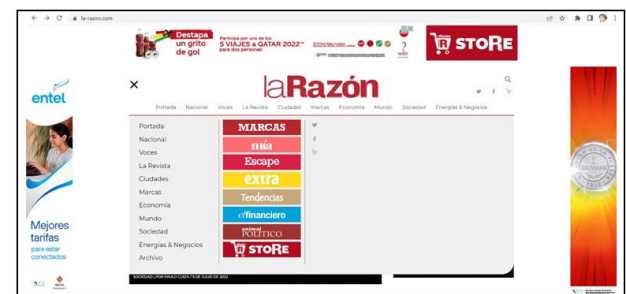 la-razon.com
Destapa
un grito
de gol
Participa por uno de los
5 VIAJES a QATAR 2022
para dos personas
STORE
entel
laRazón
Portada Nacional Voces La Revista Ciudades Marcas Economía Mundo Sociedad Energías & Negocios
Portada
Nacional
Voces
La Revista
Ciudades
Marcas
Economía
Mundo
Sociedad
Energías & Negocios
Archivo
MARCAS
mía
Escape
extra
Tendencias
el financiero
animal
POLÍTICO
STORE
Mejores
tarifas
para estar
conectados
SOCIEDAD | POR PAULO CUIZA / 9 DE JULIO DE 2022